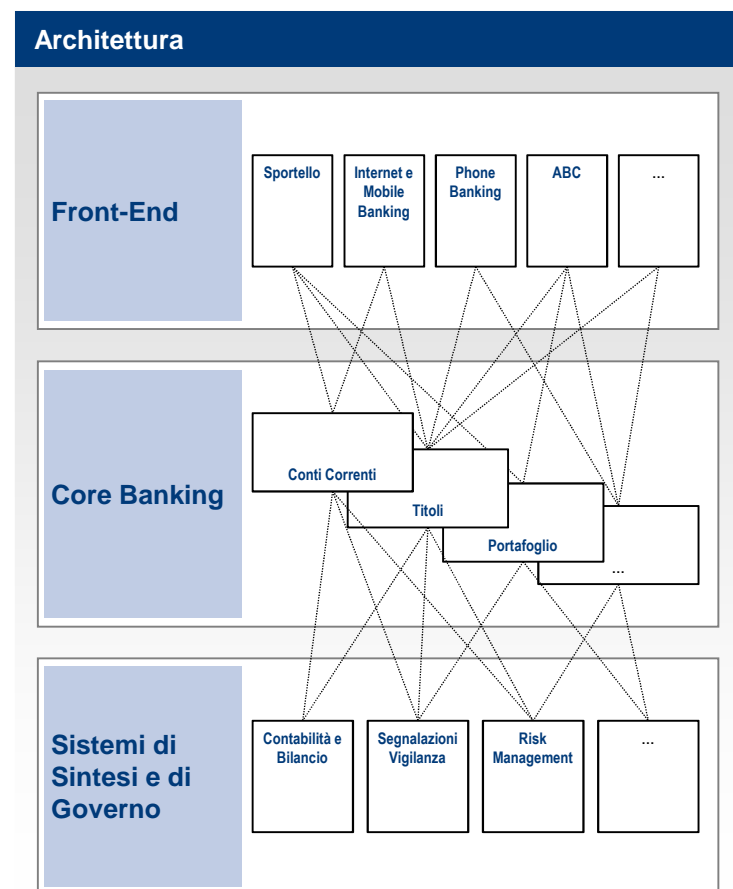 Architettura
Front-End
Sportello
Internet e
Mobile
Banking
Phone
Banking
ABC
...
Core Banking
Conti Correnti
Titoli
Portafoglio
...
Sistemi di
Sintesi e di
Governo
Contabilità e
Bilancio
Segnalazioni
Vigilanza
Risk
Management
...